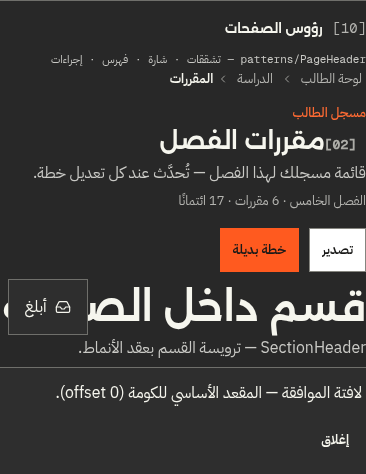 [10] رؤوس الصفحات
patterns/PageHeader — تشققات · شارة · فهرس · إجراءات
لوحة الطالب › الدراسة › المقررات
مسجل الطالب
[02] مقررات الفصل
قائمة مسجلك لهذا الفصل — تُحدَّث عند كل تعديل خطة.
الفصل الخامس · 6 مقررات · 17 ائتمانًا
تصدير
خطة بديلة
قسم داخل
أبلغ
SectionHeader — ترويسة القسم بعقد الأنماط.
لافتة الموافقة — المقعد الأساسي للكومة (offset 0).
إغلاق